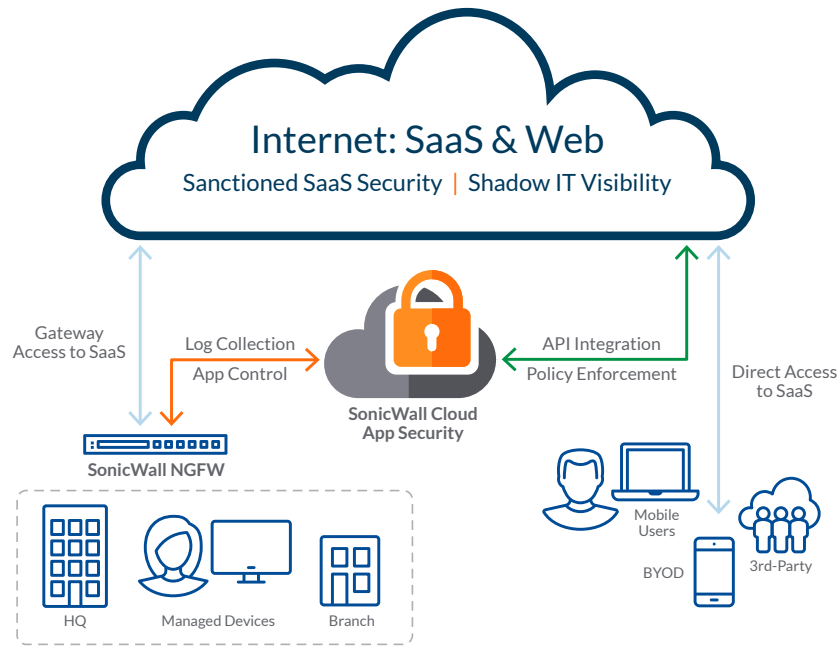 Internet: SaaS & Web
Sanctioned SaaS Security | Shadow IT Visibility
Gateway
Access to SaaS
Log Collection
App Control
API Integration
Policy Enforcement
Direct Access
to SaaS
SonicWall Cloud
App Security
SonicWall NGFW
Mobile
Users
BYOD
3rd-Party
HQ
Managed Devices
Branch